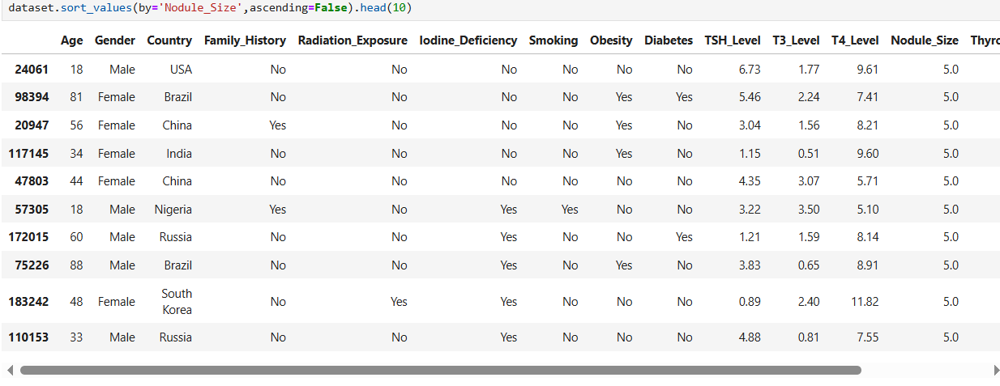 dataset.sort_values(by='Nodule_Size',ascending=False).head(10)
Age Gender Country Family_History Radiation_Exposure Iodine_Deficiency Smoking Obesity Diabetes TSH_Level T3_Level T4_Level Nodule_Size Thyro
24061 18 Male USA No No No No No No 6.73 1.77 9.61 5.0
98394 81 Female Brazil No No No No Yes Yes 5.46 2.24 7.41 5.0
20947 56 Female China Yes No No No Yes No 3.04 1.56 8.21 5.0
117145 34 Female India No No No No Yes No 1.15 0.51 9.60 5.0
47803 44 Female China No No No No No No 4.35 3.07 5.71 5.0
57305 18 Male Nigeria Yes No Yes Yes No No 3.22 3.50 5.10 5.0
172015 60 Male Russia No No Yes No No Yes 1.21 1.59 8.14 5.0
75226 88 Male Brazil No No Yes No Yes No 3.83 0.65 8.91 5.0
183242 48 Female South Korea No Yes Yes No No No 0.89 2.40 11.82 5.0
110153 33 Male Russia No No Yes No No No 4.88 0.81 7.55 5.0